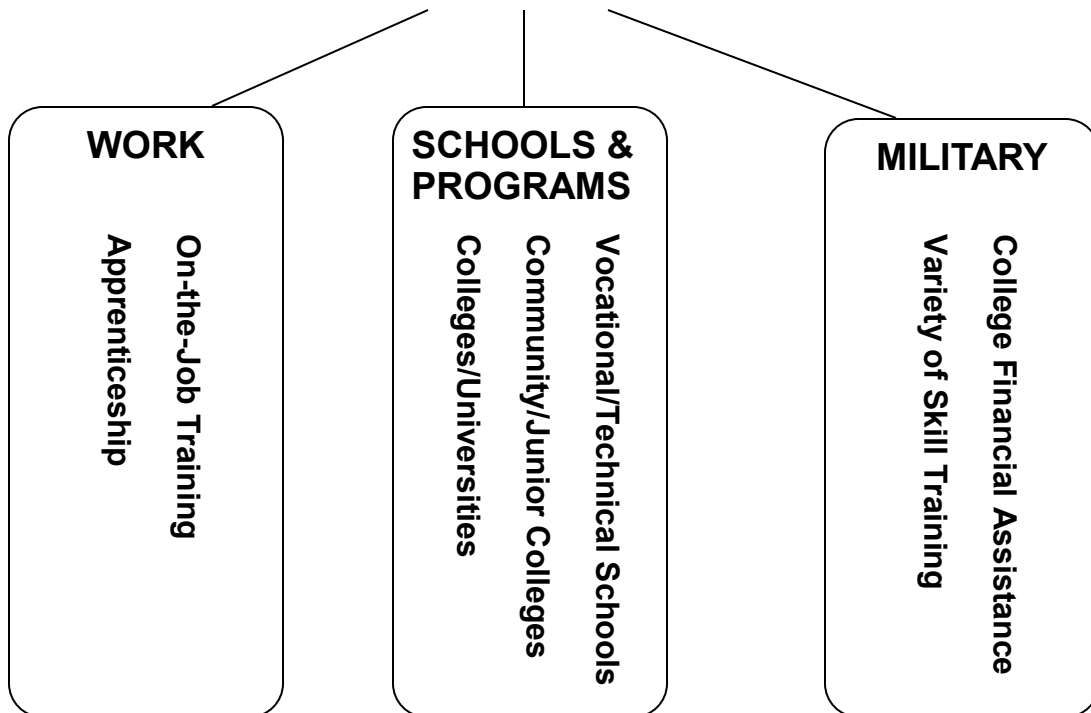 WORK
On-the-Job Training
Apprenticeship
SCHOOLS &
PROGRAMS
Vocational/Technical Schools
Community/Junior Colleges
Colleges/Universities
MILITARY
College Financial Assistance
Variety of Skill Training